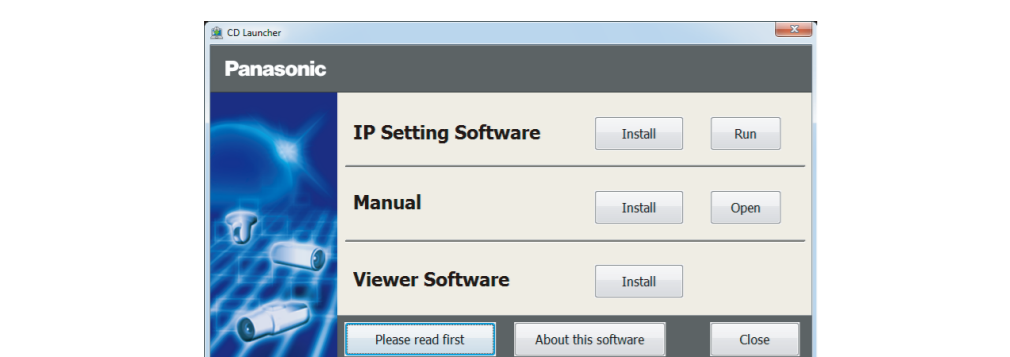 CD Launcher
Panasonic
IP Setting Software Install Run
Manual Install Open
Viewer Software Install
Please read first About this software Close